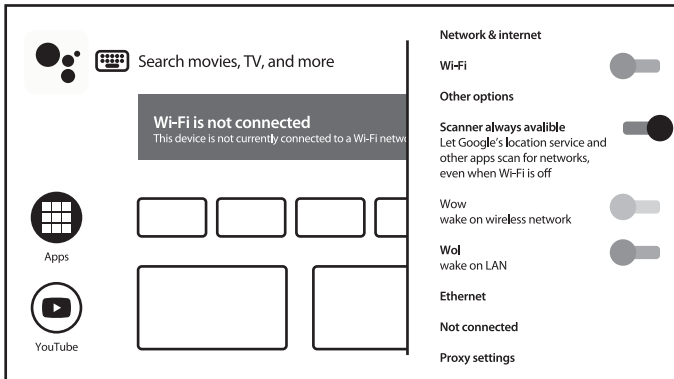 Search movies, TV, and more
Wi-Fi is not connected
This device is not currently connected to a Wi-Fi netwo
Apps
YouTube
Network & internet
Wi-Fi
Other options
Scanner always avalible
Let Google's location service and
other apps scan for networks,
even when Wi-Fi is off
Wow
wake on wireless network
Wol
wake on LAN
Ethernet
Not connected
Proxy settings